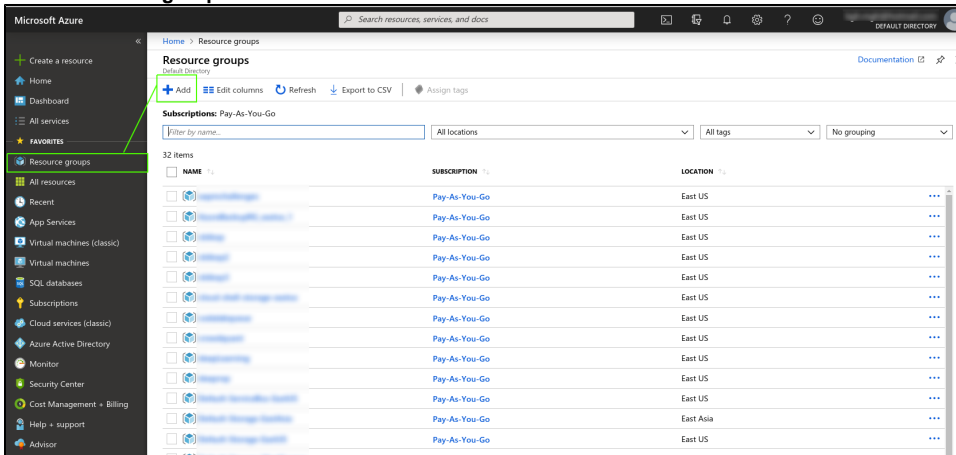 Microsoft Azure
Search resources, services, and docs
DEFAULT DIRECTORY
«
Create a resource
Home
Dashboard
All services
FAVORITES
Resource groups
All resources
Recent
App Services
Virtual machines (classic)
Virtual machines
SQL databases
Subscriptions
Cloud services (classic)
Azure Active Directory
Monitor
Security Center
Cost Management + Billing
Help + support
Advisor
Home > Resource groups
Resource groups
Default Directory
Documentation
Add Edit columns Refresh Export to CSV Assign tags
Subscriptions: Pay-As-You-Go
Filter by name... All locations All tags No grouping
32 items
NAME SUBSCRIPTION LOCATION
Pay-As-You-Go East US
Pay-As-You-Go East US
Pay-As-You-Go East US
Pay-As-You-Go East US
Pay-As-You-Go East US
Pay-As-You-Go East US
Pay-As-You-Go East US
Pay-As-You-Go East US
Pay-As-You-Go East US
Pay-As-You-Go East US
Pay-As-You-Go East US
Pay-As-You-Go East Asia
Pay-As-You-Go East US